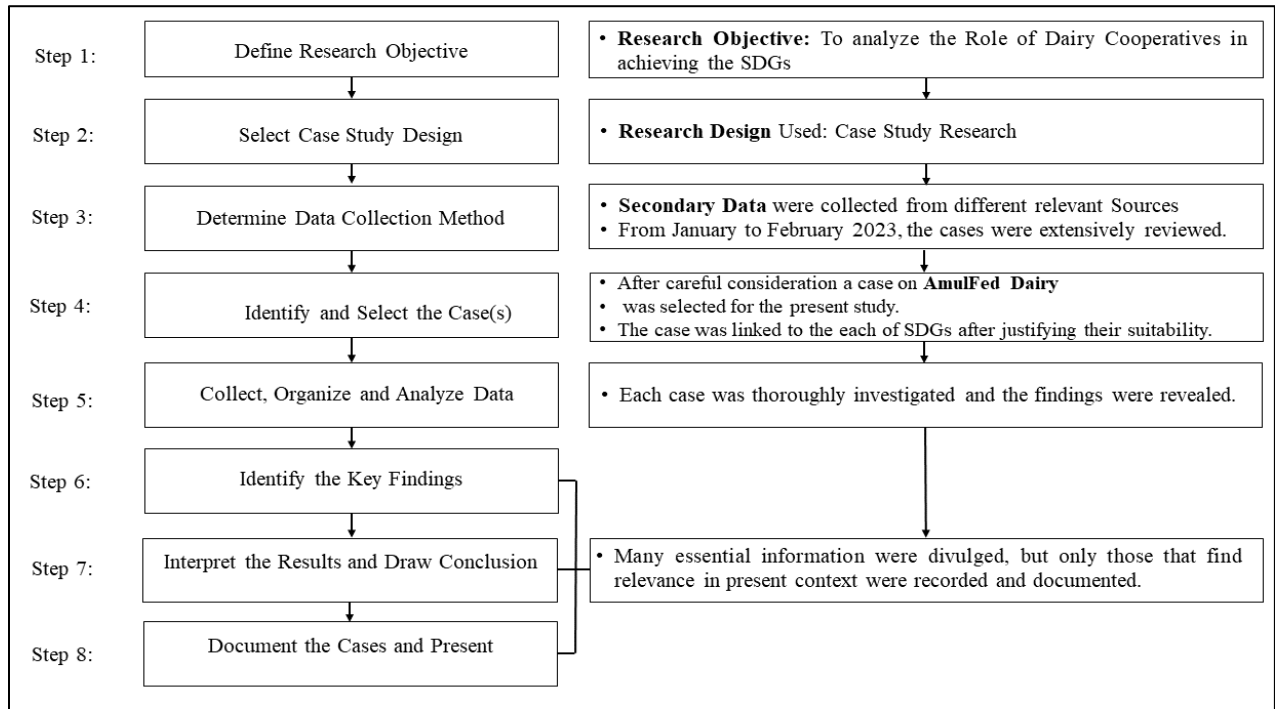 Step 1:
Define Research Objective
• Research Objective: To analyze the Role of Dairy Cooperatives in
achieving the SDGs
Step 2:
Select Case Study Design
• Research Design Used: Case Study Research
Step 3:
Determine Data Collection Method
• Secondary Data were collected from different relevant Sources
• From January to February 2023, the cases were extensively reviewed.
Step 4:
Identify and Select the Case(s)
• After careful consideration a case on AmulFed Dairy
• was selected for the present study.
• The case was linked to the each of SDGs after justifying their suitability.
Step 5:
Collect, Organize and Analyze Data
• Each case was thoroughly investigated and the findings were revealed.
Step 6:
Identify the Key Findings
Step 7:
Interpret the Results and Draw Conclusion
• Many essential information were divulged, but only those that find
relevance in present context were recorded and documented.
Step 8:
Document the Cases and Present